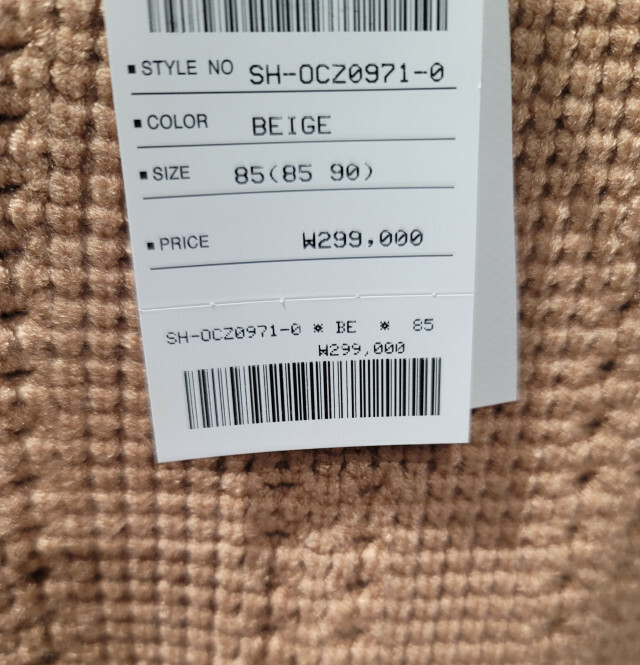 ▪ STYLE NO SH-OCZ0971-0
▪ COLOR BEIGE
▪ SIZE 85(85 90)
▪ PRICE ₩299,000
SH-OCZ0971-0 * BE * 85
₩299,000